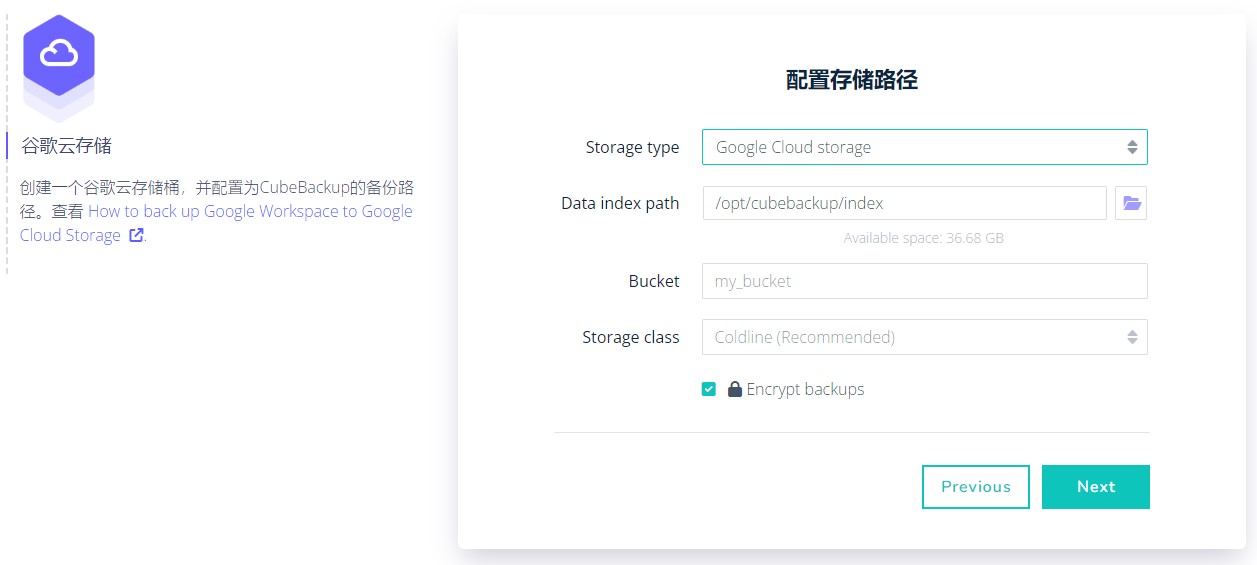 谷歌云存储
创建一个谷歌云存储桶，并配置为CubeBackup的备份路
径。查看 How to back up Google Workspace to Google
Cloud Storage .
配置存储路径
Storage type
Google Cloud storage
Data index path
/opt/cubebackup/index
Available space: 36.68 GB
Bucket
my_bucket
Storage class
Coldline (Recommended)
Encrypt backups
Previous
Next